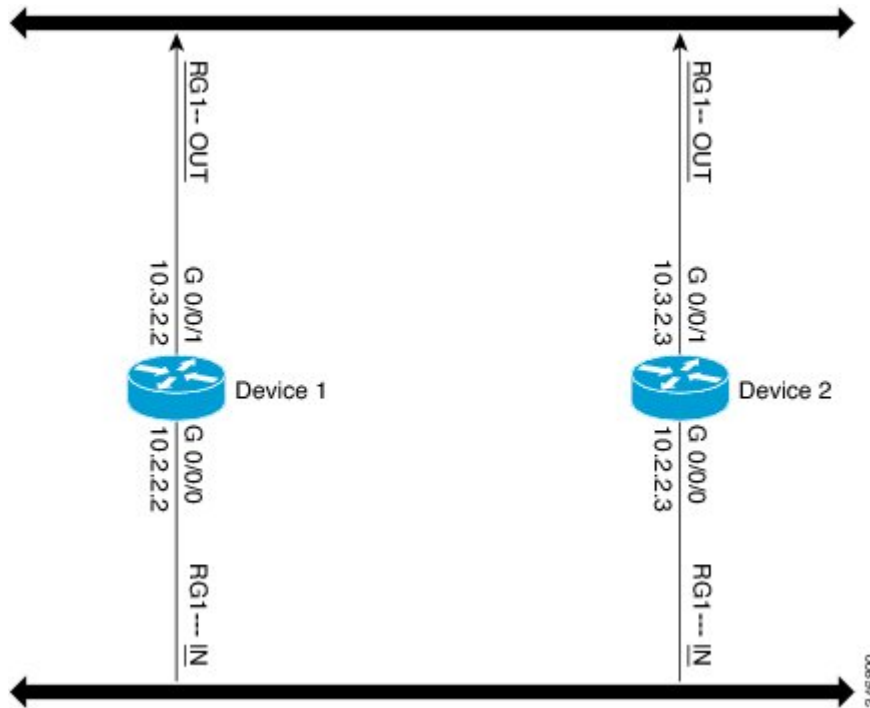 RG1-- OUT
RG1-- OUT
G 0/0/1
10.3.2.2
G 0/0/1
10.3.2.3
Device 1
Device 2
G 0/0/0
10.2.2.2
G 0/0/0
10.2.2.3
RG1--- IN
RG1--- IN